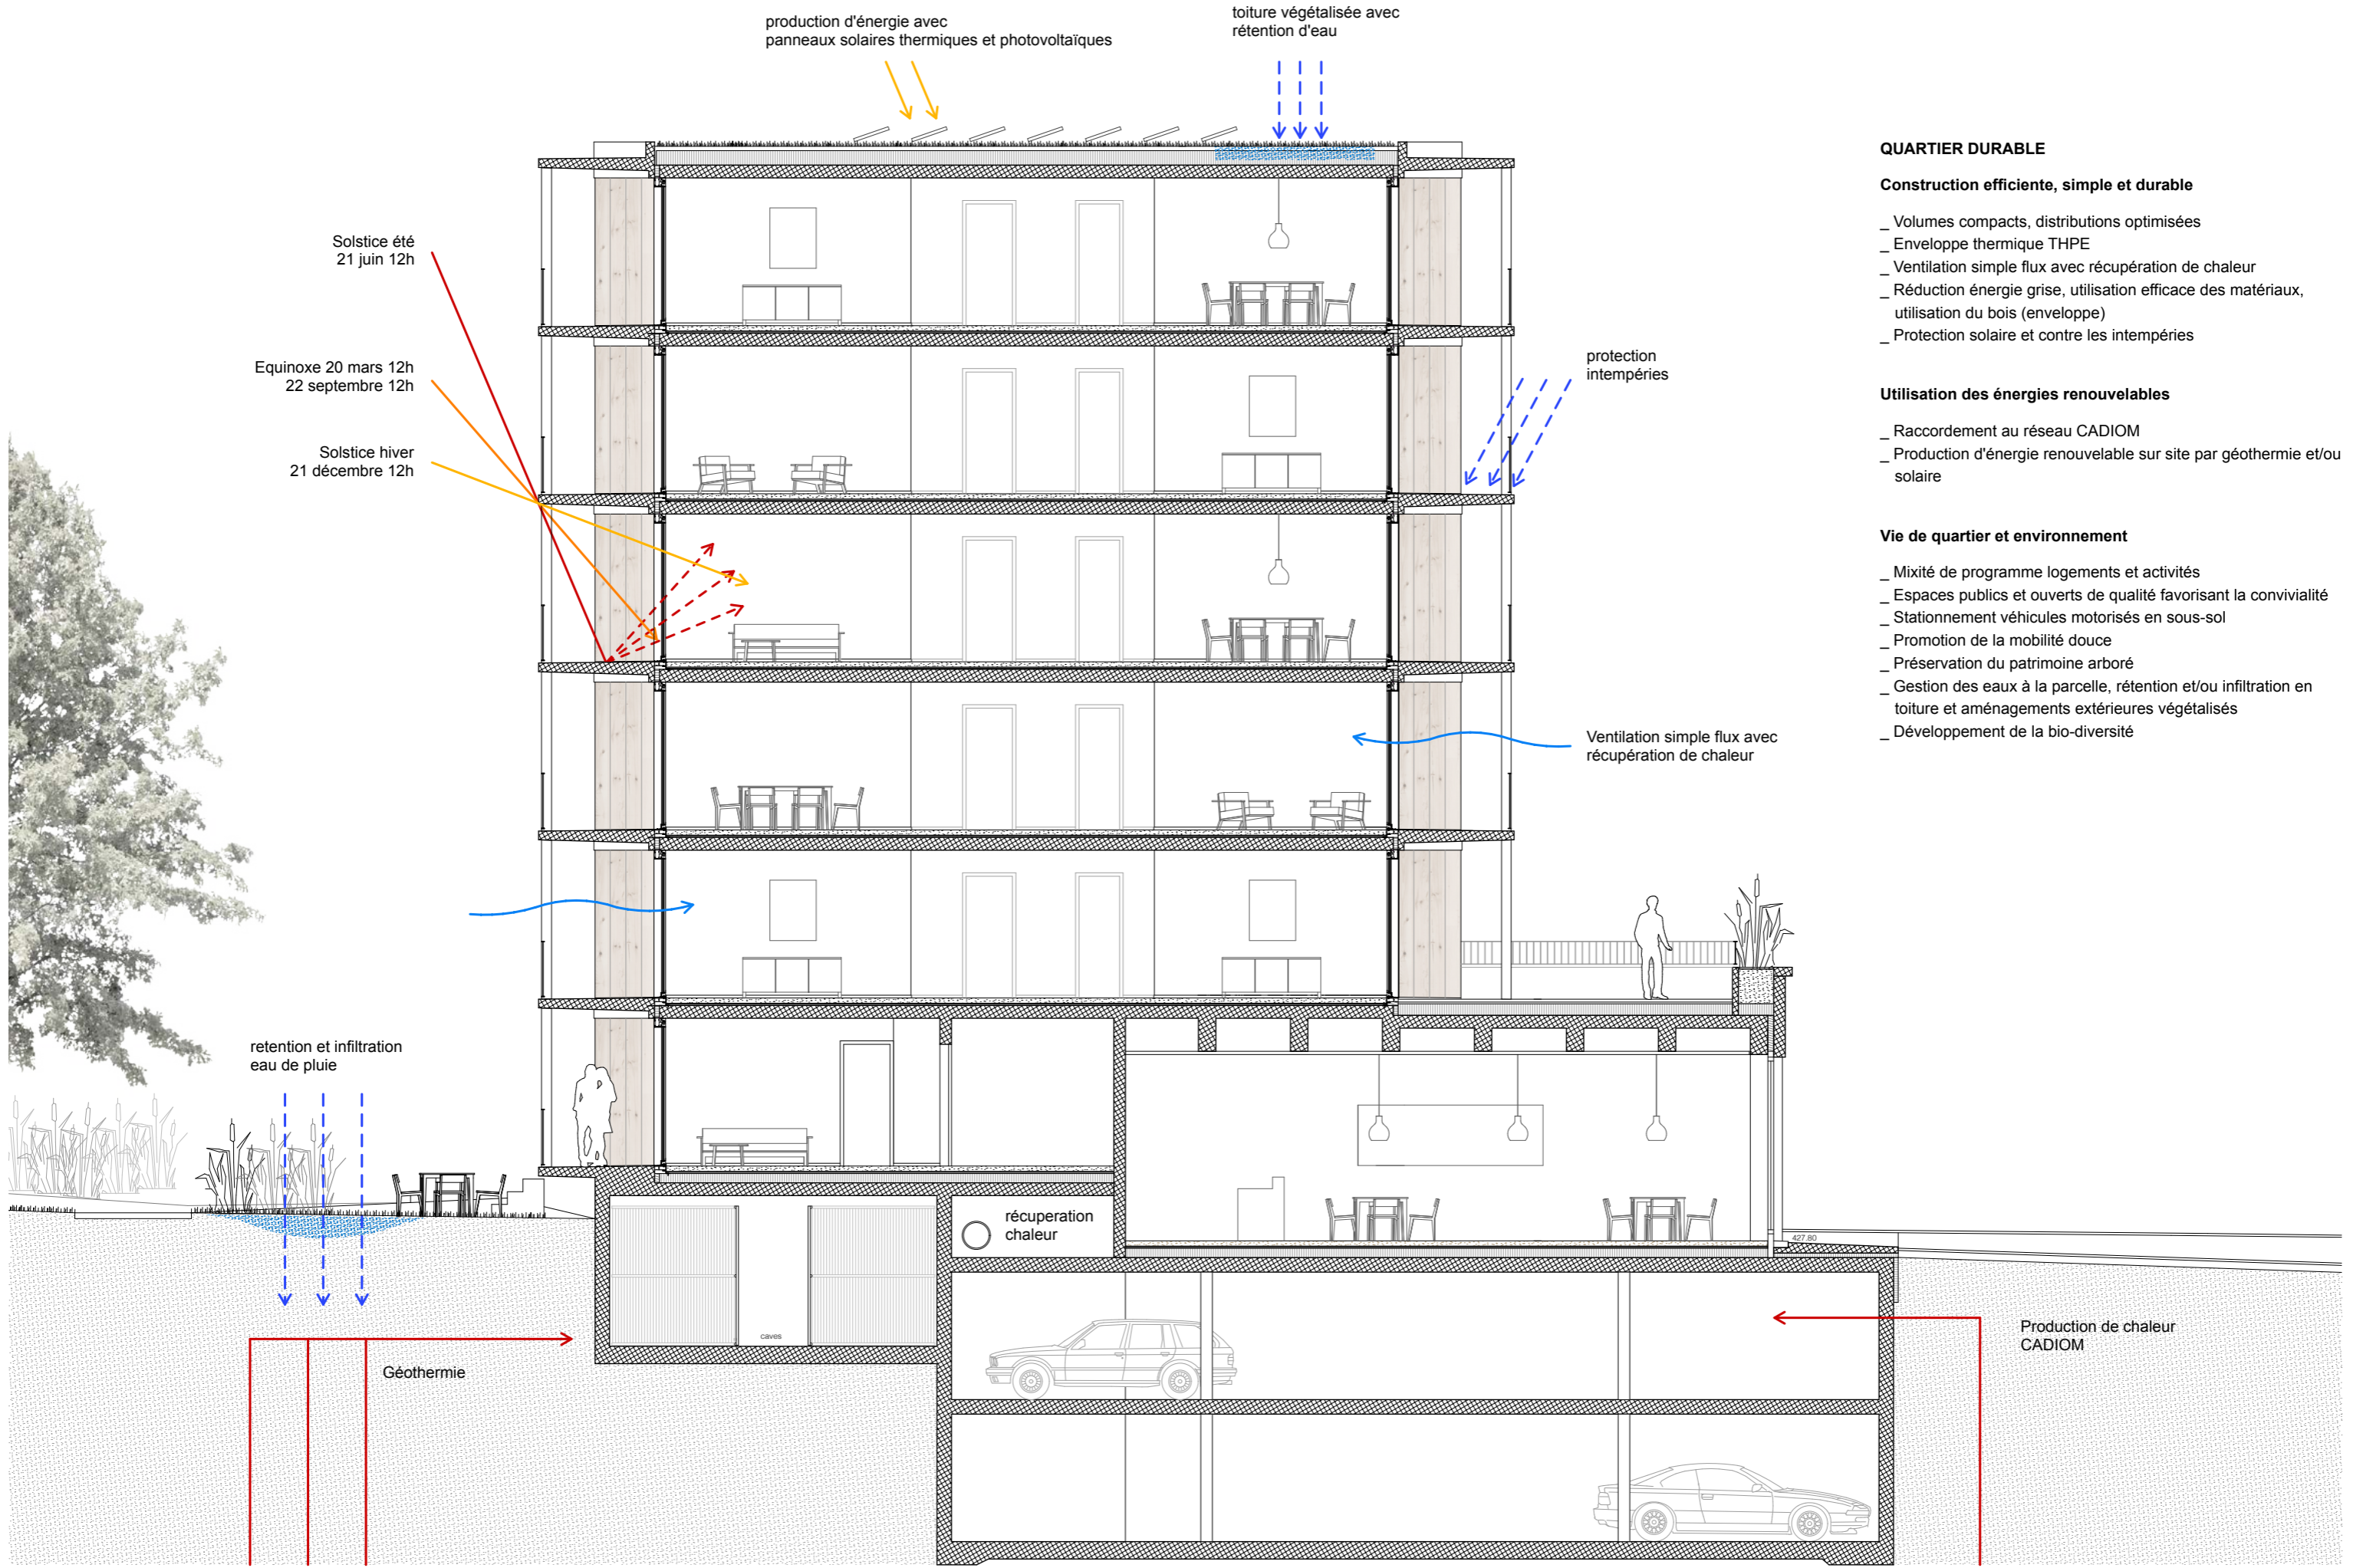 production d'énergie avec
panneaux solaires thermiques et photovoltaïques
toiture végétalisée avec
rétention d'eau
Solstice été
21 juin 12h
Equinoxe 20 mars 12h
22 septembre 12h
Solstice hiver
21 décembre 12h
protection
intempéries
Ventilation simple flux avec
récupération de chaleur
retention et infiltration
eau de pluie
récuperation
chaleur
427.80
caves
Géothermie
Production de chaleur
CADIOM
QUARTIER DURABLE
Construction efficiente, simple et durable
_ Volumes compacts, distributions optimisées
_ Enveloppe thermique THPE
_ Ventilation simple flux avec récupération de chaleur
_ Réduction énergie grise, utilisation efficace des matériaux,
utilisation du bois (enveloppe)
_ Protection solaire et contre les intempéries
Utilisation des énergies renouvelables
_ Raccordement au réseau CADIOM
_ Production d'énergie renouvelable sur site par géothermie et/ou
solaire
Vie de quartier et environnement
_ Mixité de programme logements et activités
_ Espaces publics et ouverts de qualité favorisant la convivialité
_ Stationnement véhicules motorisés en sous-sol
_ Promotion de la mobilité douce
_ Préservation du patrimoine arboré
_ Gestion des eaux à la parcelle, rétention et/ou infiltration en
toiture et aménagements extérieures végétalisés
_ Développement de la bio-diversité